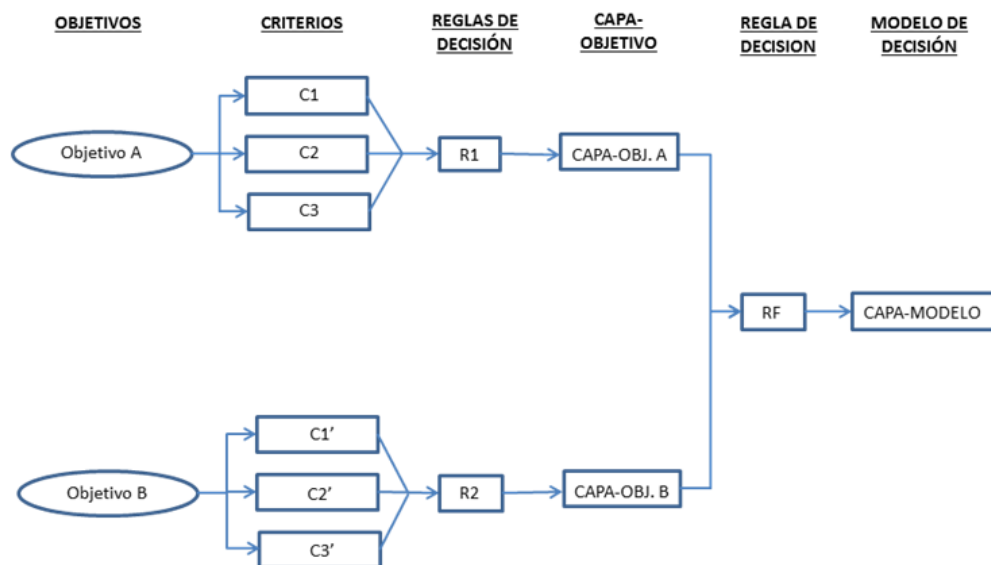 OBJETIVOS
CRITERIOS
REGLAS DE
DECISIÓN
CAPA-
OBJETIVO
REGLA DE
DECISION
MODELO DE
DECISIÓN
Objetivo A
C1
C2
C3
R1
CAPA-OBJ. A
RF
CAPA-MODELO
Objetivo B
C1’
C2’
C3’
R2
CAPA-OBJ. B